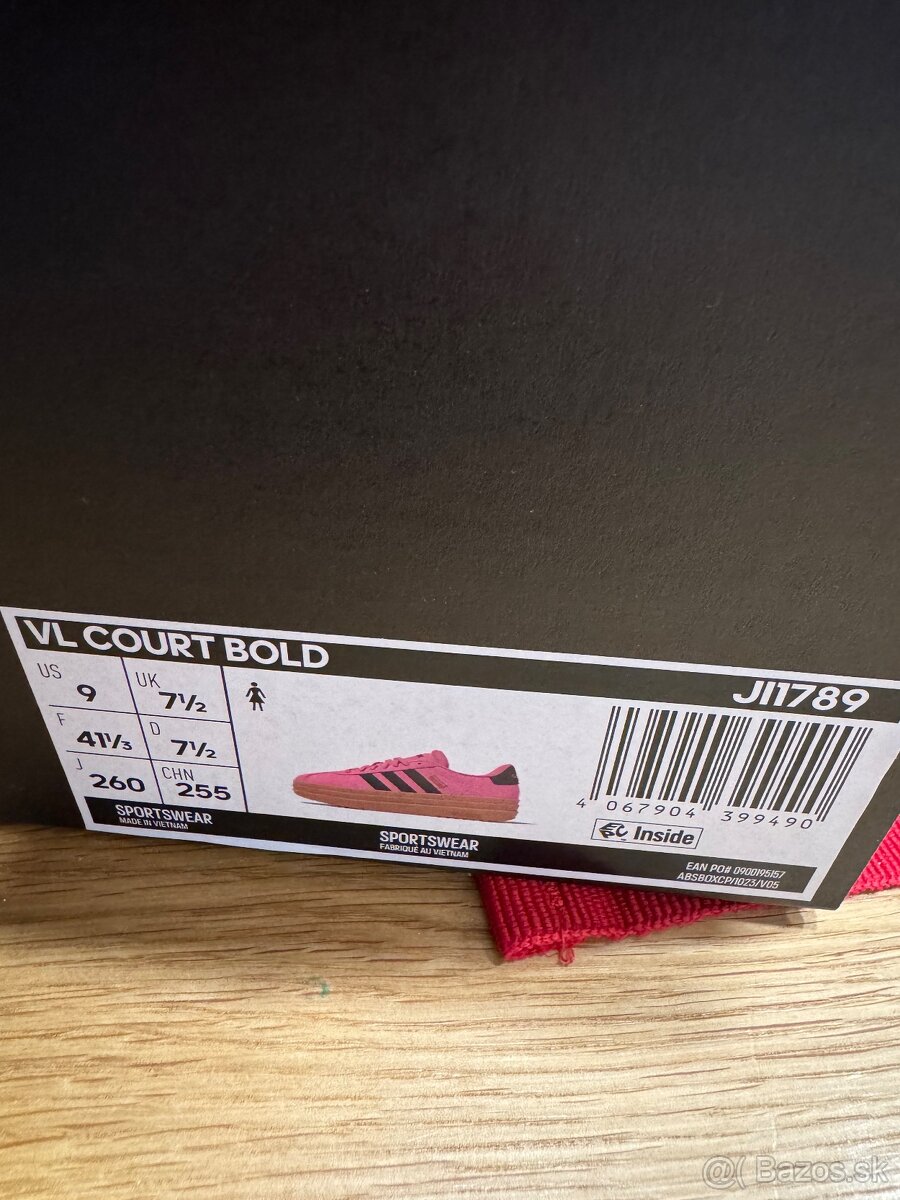 VL COURT BOLD
JI1789
US 9 UK 7½
F 41⅓ D 7½
J 260 CHN 255
4 067904 399490
Inside
SPORTSWEAR
MADE IN VIETNAM
SPORTSWEAR
FABRIQUÉ AU VIETNAM
EAN PO# 0900195157
ABSBOXCP/1023/V05
@( Bazos.sk